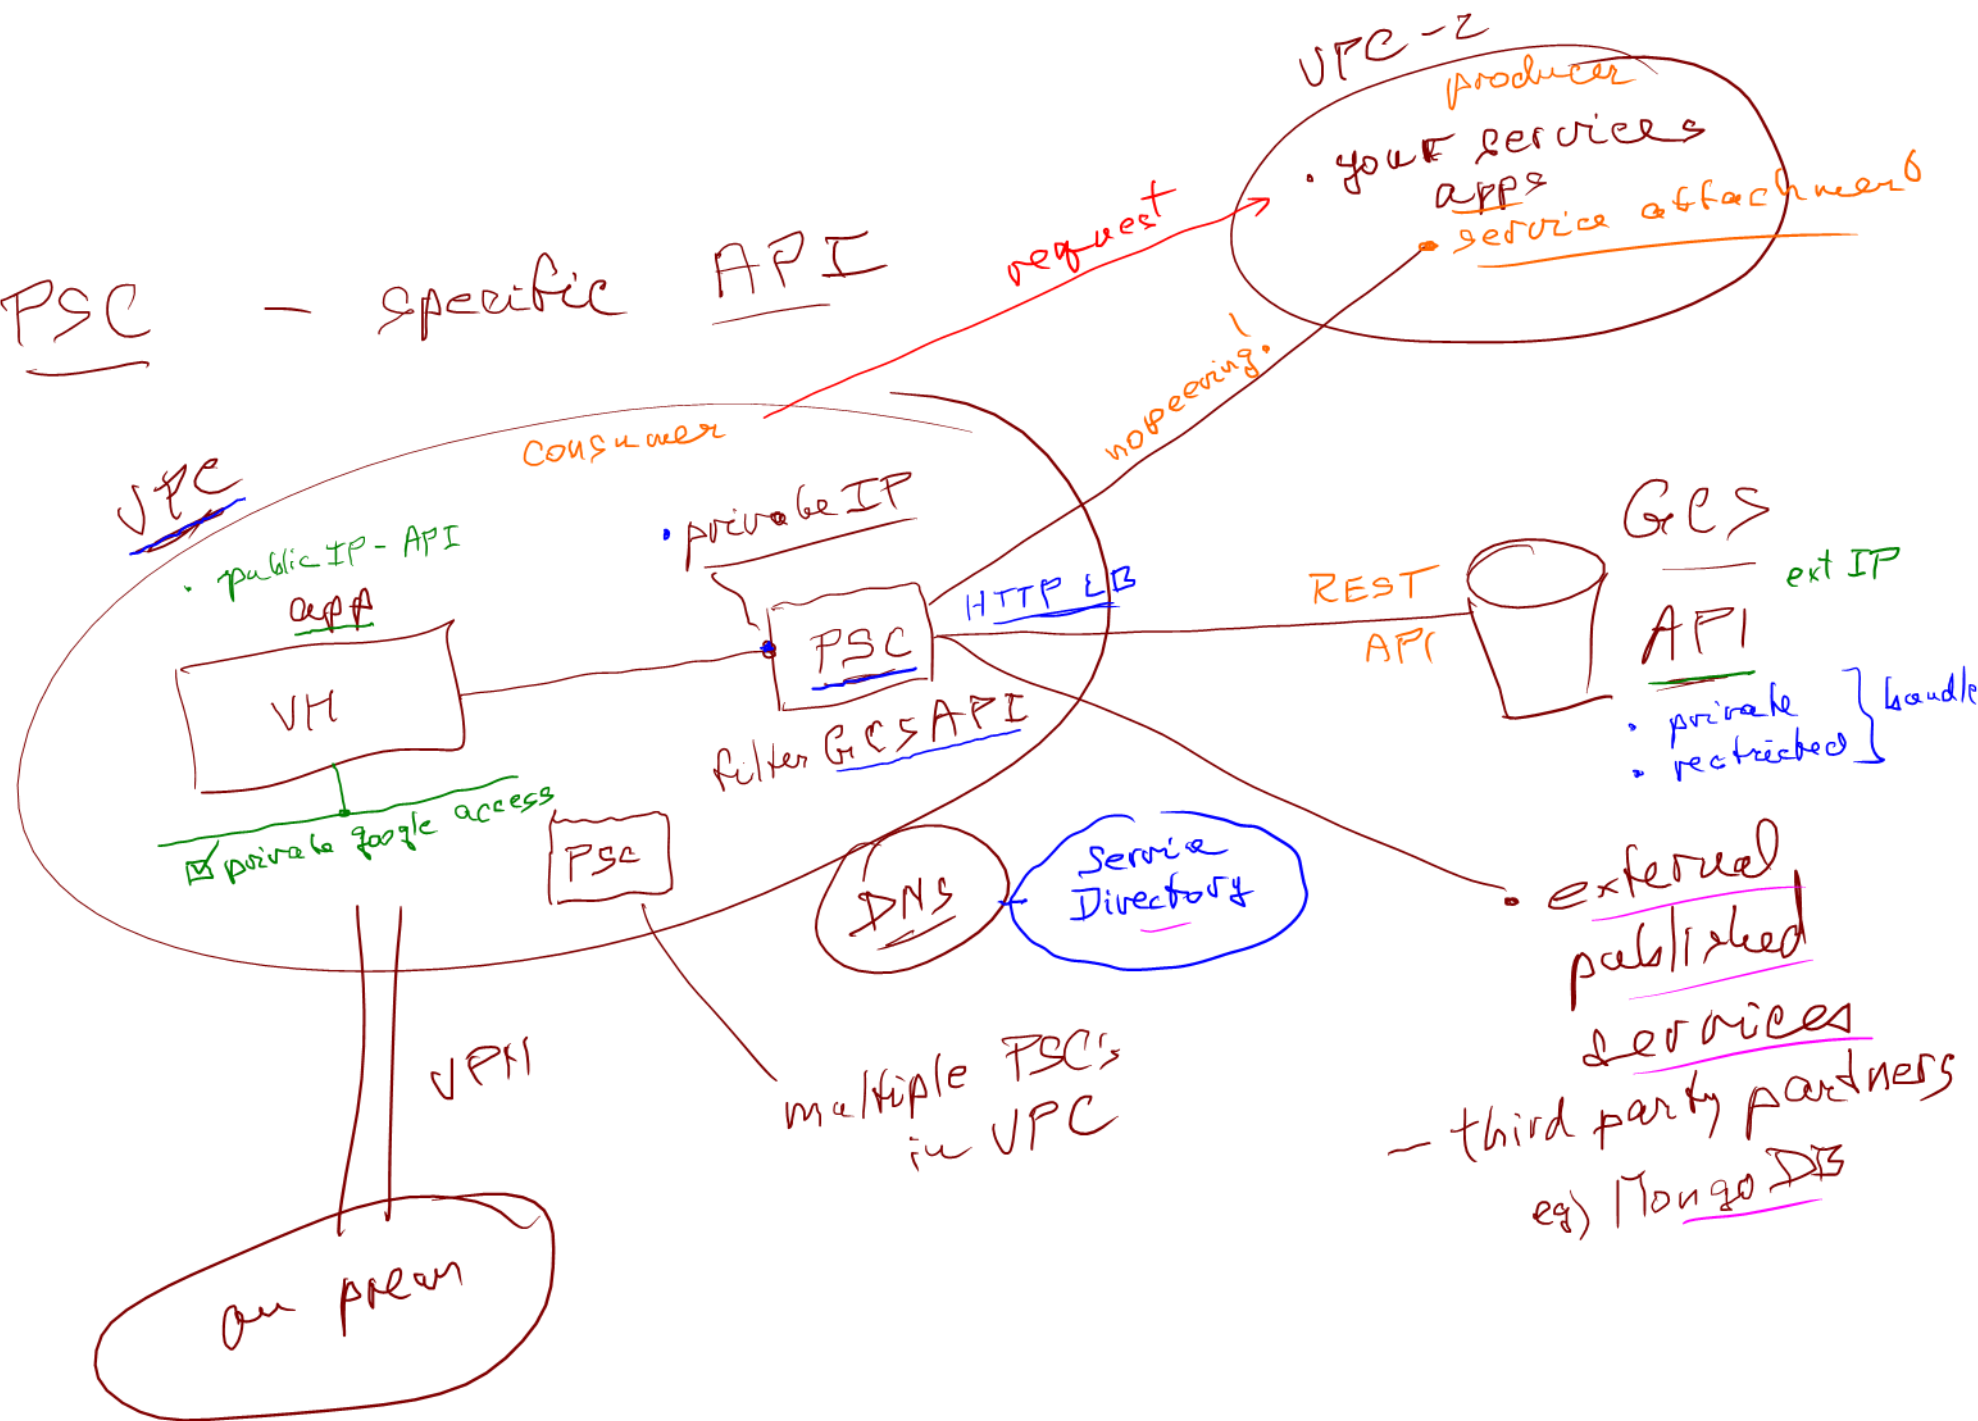 VPC-2
producer
• your services
apps
service attachment
request
PSC - specific API
no peering!
consumer
VPC
• private IP
• public IP - API
app
VM
PSC
HTTP LB
filter GCS API
REST
API
GCS
ext IP
API
• private
• restricted
bundle
private google access
PSC
DNS
Service
Directory
• external
published
services
- third party partners
eg) MongoDB
VPN
multiple PSC's
in VPC
on prem